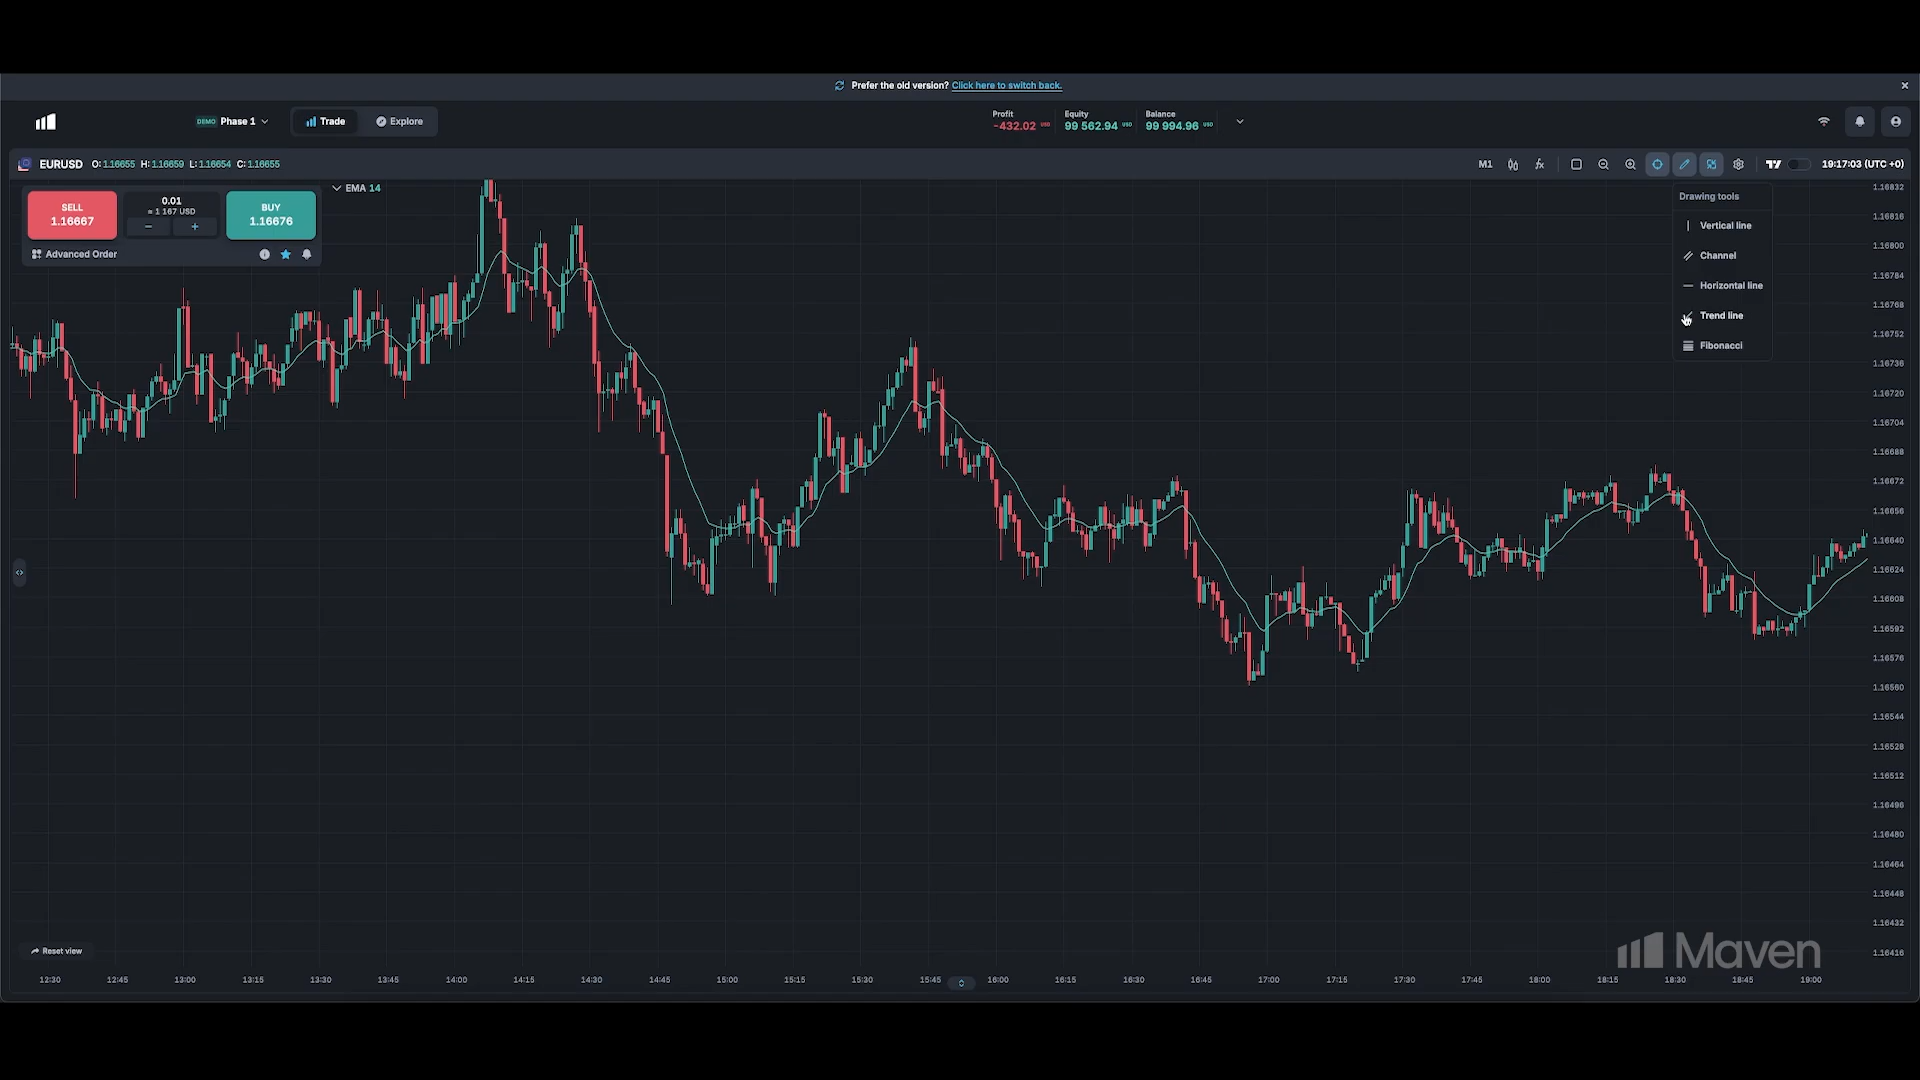 Prefer the old version? Click here to switch back.
DEMO Phase 1
Trade
Explore
Profit
-432.02 USD
Equity
99 562.94 USD
Balance
99 994.96 USD
EURUSD O: 1.16655 H: 1.16659 L: 1.16654 C: 1.16655
M1
19:17:03 (UTC +0)
SELL
1.16667
0.01
= 1 167 USD
− +
BUY
1.16676
EMA 14
Advanced Order
Drawing tools
Vertical line
Channel
Horizontal line
Trend line
Fibonacci
1.16832
1.16816
1.16800
1.16784
1.16768
1.16752
1.16736
1.16720
1.16704
1.16688
1.16672
1.16656
1.16640
1.16624
1.16608
1.16592
1.16576
1.16560
1.16544
1.16528
1.16512
1.16496
1.16480
1.16464
1.16448
1.16432
1.16416
Reset view
Maven
12:30 12:45 13:00 13:15 13:30 13:45 14:00 14:15 14:30 14:45 15:00 15:15 15:30 15:45 16:00 16:15 16:30 16:45 17:00 17:15 17:30 17:45 18:00 18:15 18:30 18:45 19:00